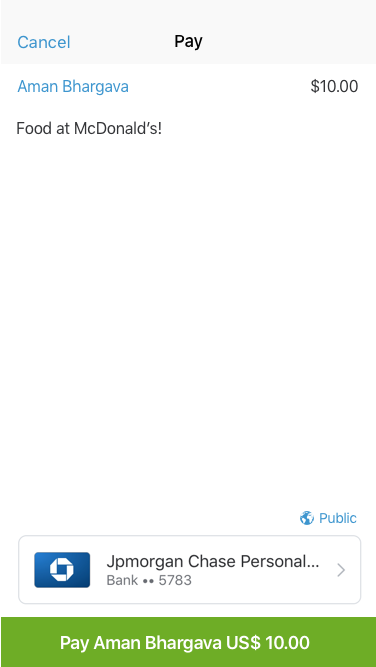 Cancel Pay
Aman Bhargava $10.00
Food at McDonald’s!
Public
Jpmorgan Chase Personal...
Bank •• 5783
Pay Aman Bhargava US$ 10.00